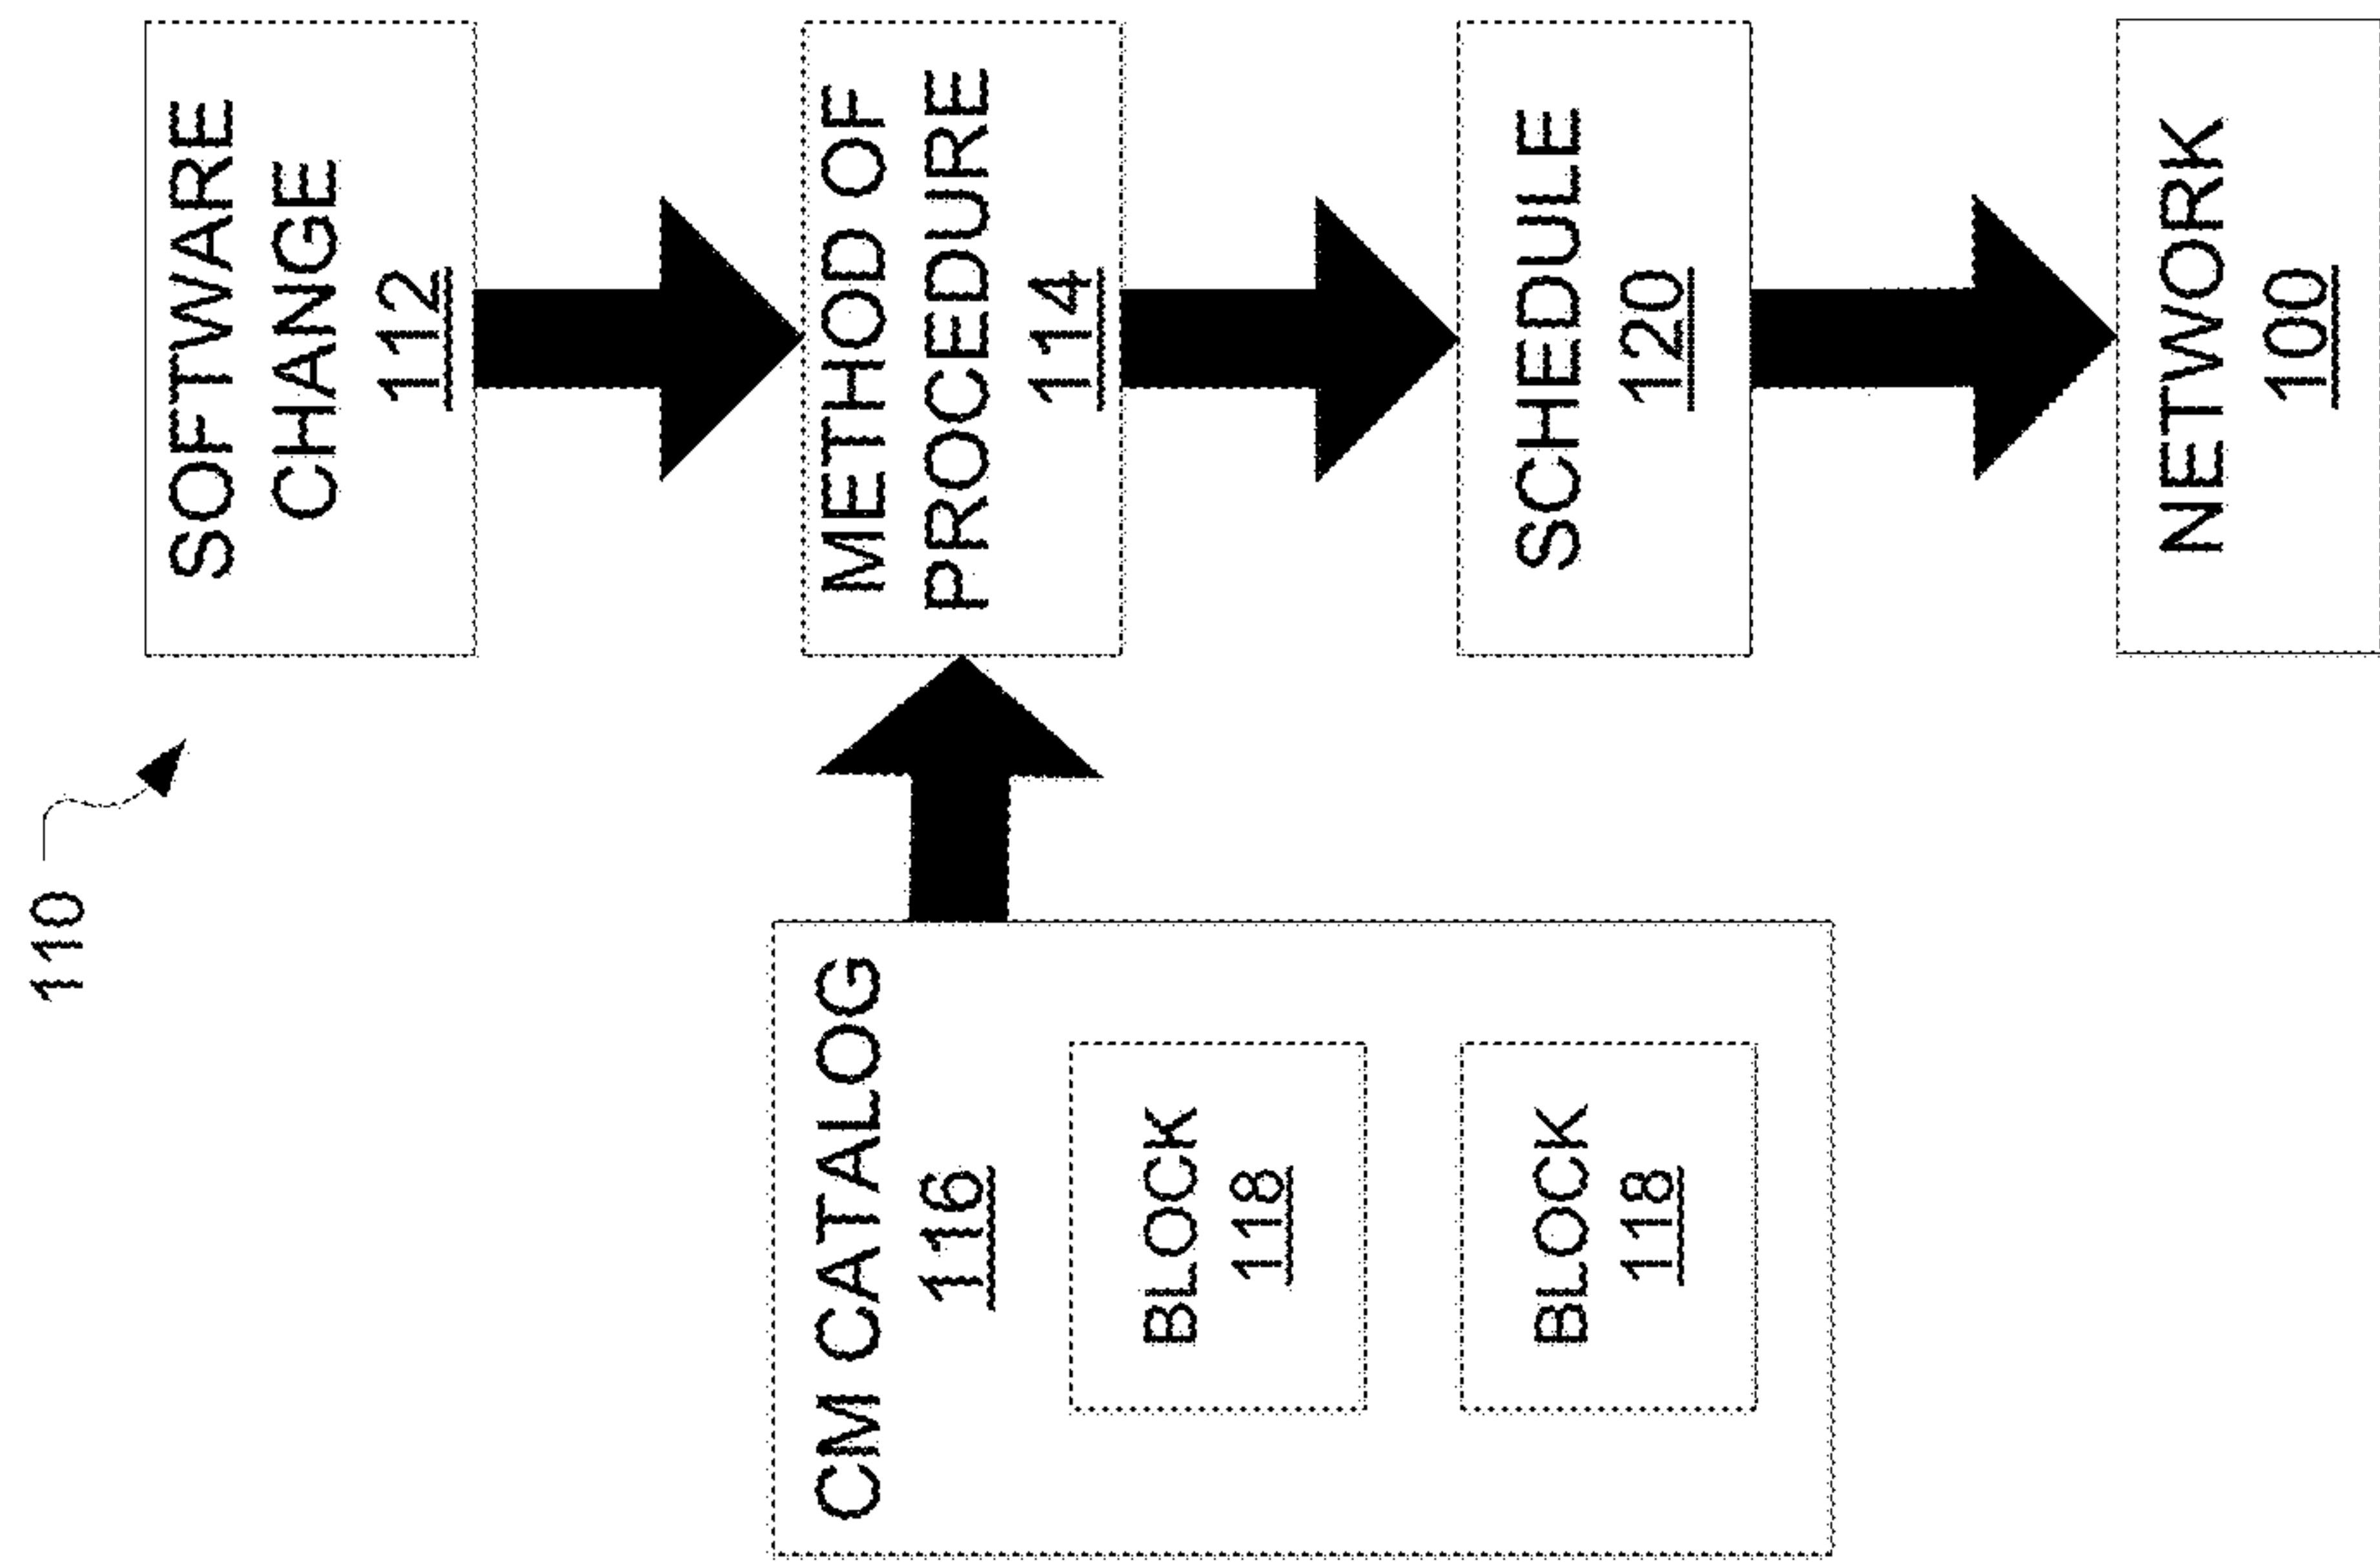 110
SOFTWARE
CHANGE
112
METHOD OF
PROCEDURE
114
SCHEDULE
120
NETWORK
100
CM CATALOG
116
BLOCK
118
BLOCK
118